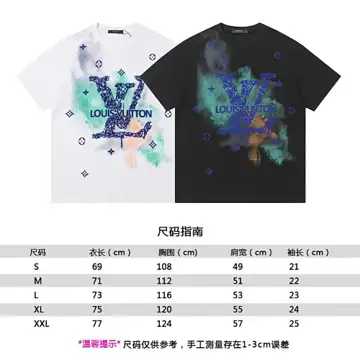 LOUIS VUITTON
LOUIS VUITTON
尺码指南
尺码 衣长（cm） 胸围(cm) 肩宽（cm） 袖长（cm）
S 69 108 49 21
M 71 112 51 22
L 73 116 53 23
XL 75 120 55 24
XXL 77 124 57 25
*温馨提示* 尺码仅供参考，手工测量存在1-3cm误差